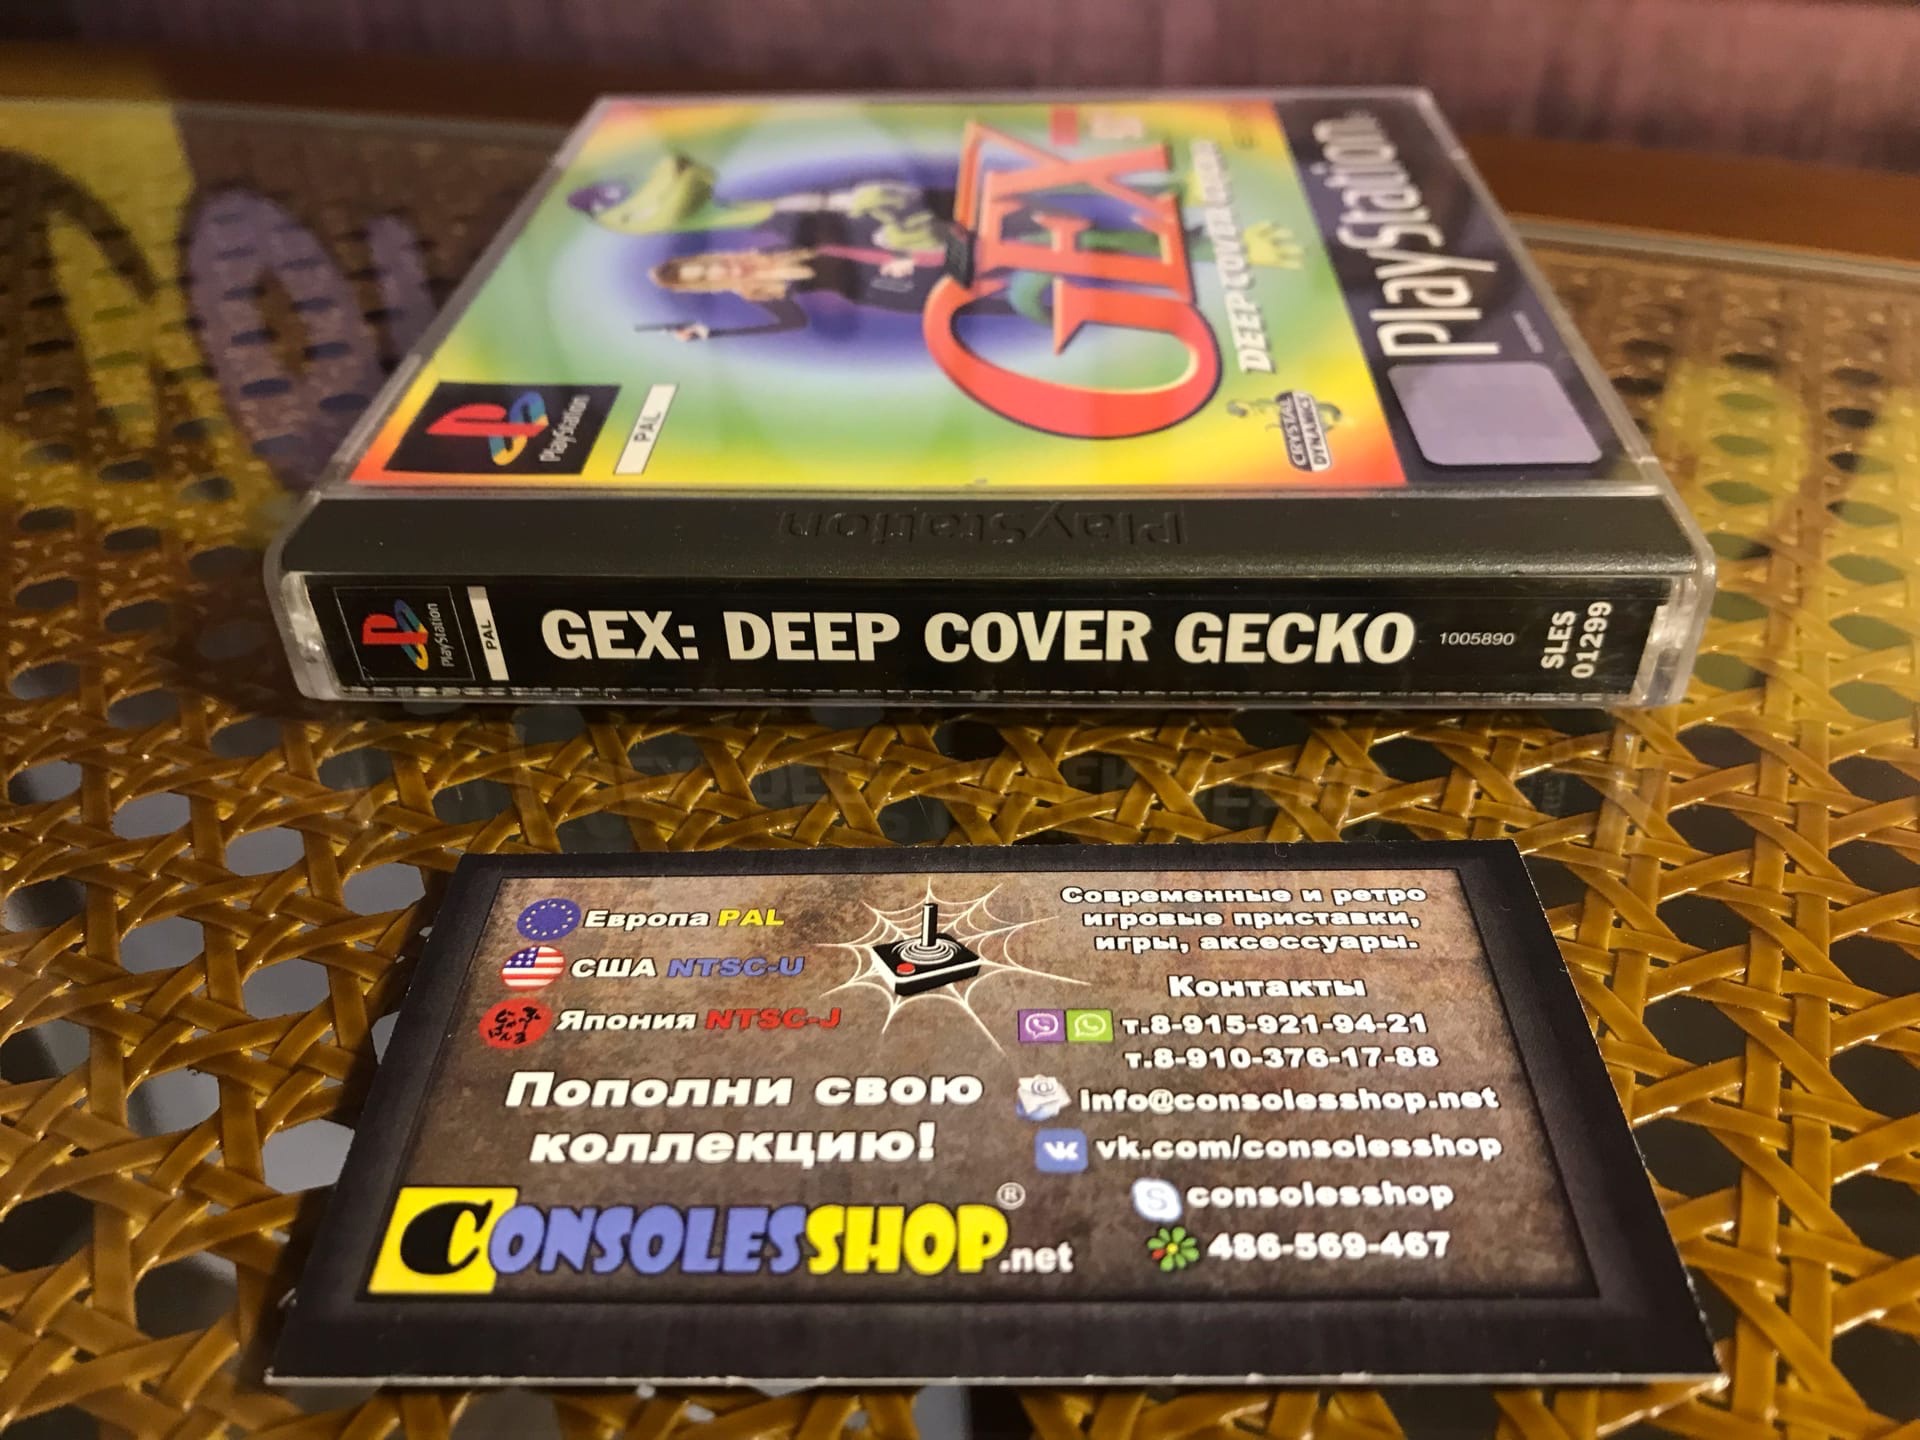 GEX
DEEP COVER GECKO
PlayStation
PAL
PlayStation
CRYSTAL
DYNAMICS
PlayStation
PlayStation
PAL
GEX: DEEP COVER GECKO
1005890
SLES
01299
Европа PAL
США NTSC-U
Япония NTSC-J
Пополни свою
коллекцию!
CONSOLESSHOP.net
®
Современные и ретро
игровые приставки,
игры, аксессуары.
Контакты
т.8-915-921-94-21
т.8-910-376-17-88
info@consolesshop.net
vk.com/consolesshop
consolesshop
486-569-467